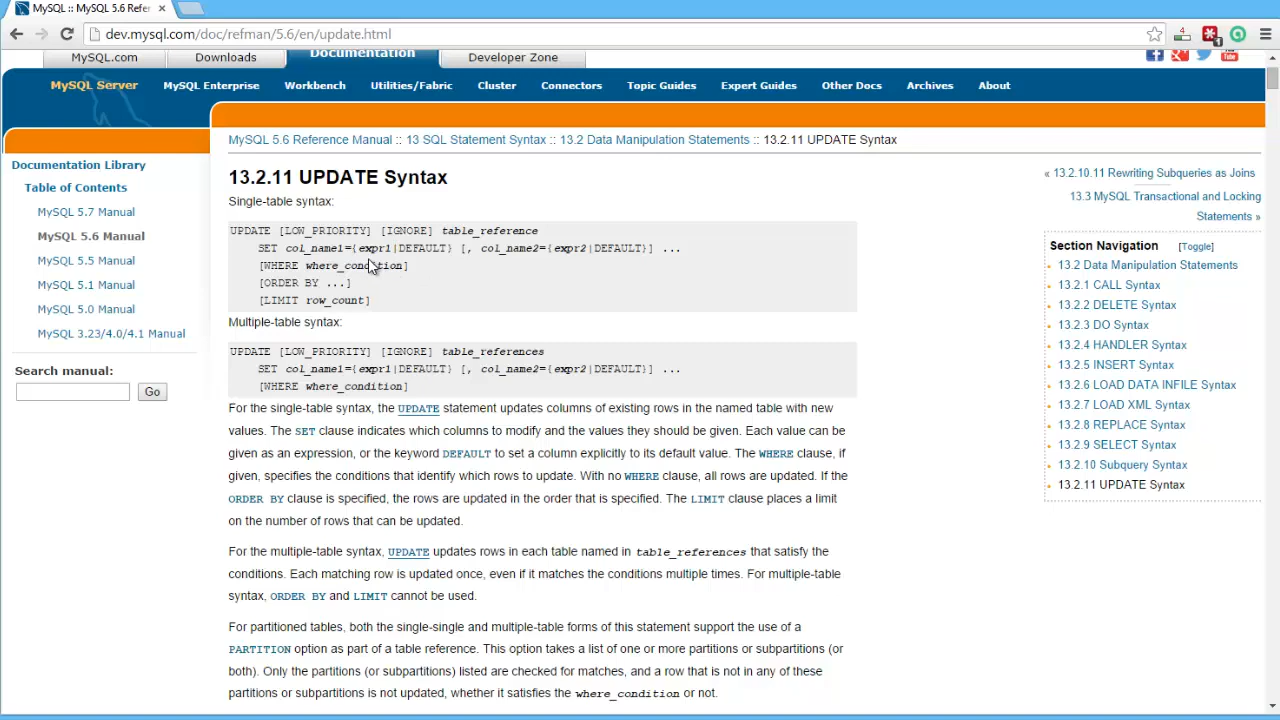 MySQL :: MySQL 5.6 Refer ×
dev.mysql.com/doc/refman/5.6/en/update.html
MySQL.com Downloads Documentation Developer Zone
MySQL Server MySQL Enterprise Workbench Utilities/Fabric Cluster Connectors Topic Guides Expert Guides Other Docs Archives About
MySQL 5.6 Reference Manual :: 13 SQL Statement Syntax :: 13.2 Data Manipulation Statements :: 13.2.11 UPDATE Syntax
Documentation Library
Table of Contents
MySQL 5.7 Manual
MySQL 5.6 Manual
MySQL 5.5 Manual
MySQL 5.1 Manual
MySQL 5.0 Manual
MySQL 3.23/4.0/4.1 Manual
Search manual:
Go
13.2.11 UPDATE Syntax
Single-table syntax:
UPDATE [LOW_PRIORITY] [IGNORE] table_reference
SET col_name1={expr1|DEFAULT} [, col_name2={expr2|DEFAULT}] ...
[WHERE where_condition]
[ORDER BY ...]
[LIMIT row_count]
Multiple-table syntax:
UPDATE [LOW_PRIORITY] [IGNORE] table_references
SET col_name1={expr1|DEFAULT} [, col_name2={expr2|DEFAULT}] ...
[WHERE where_condition]
For the single-table syntax, the UPDATE statement updates columns of existing rows in the named table with new
values. The SET clause indicates which columns to modify and the values they should be given. Each value can be
given as an expression, or the keyword DEFAULT to set a column explicitly to its default value. The WHERE clause, if
given, specifies the conditions that identify which rows to update. With no WHERE clause, all rows are updated. If the
ORDER BY clause is specified, the rows are updated in the order that is specified. The LIMIT clause places a limit
on the number of rows that can be updated.
For the multiple-table syntax, UPDATE updates rows in each table named in table_references that satisfy the
conditions. Each matching row is updated once, even if it matches the conditions multiple times. For multiple-table
syntax, ORDER BY and LIMIT cannot be used.
For partitioned tables, both the single-single and multiple-table forms of this statement support the use of a
PARTITION option as part of a table reference. This option takes a list of one or more partitions or subpartitions (or
both). Only the partitions (or subpartitions) listed are checked for matches, and a row that is not in any of these
partitions or subpartitions is not updated, whether it satisfies the where_condition or not.
« 13.2.10.11 Rewriting Subqueries as Joins
13.3 MySQL Transactional and Locking
Statements »
Section Navigation [Toggle]
13.2 Data Manipulation Statements
13.2.1 CALL Syntax
13.2.2 DELETE Syntax
13.2.3 DO Syntax
13.2.4 HANDLER Syntax
13.2.5 INSERT Syntax
13.2.6 LOAD DATA INFILE Syntax
13.2.7 LOAD XML Syntax
13.2.8 REPLACE Syntax
13.2.9 SELECT Syntax
13.2.10 Subquery Syntax
13.2.11 UPDATE Syntax